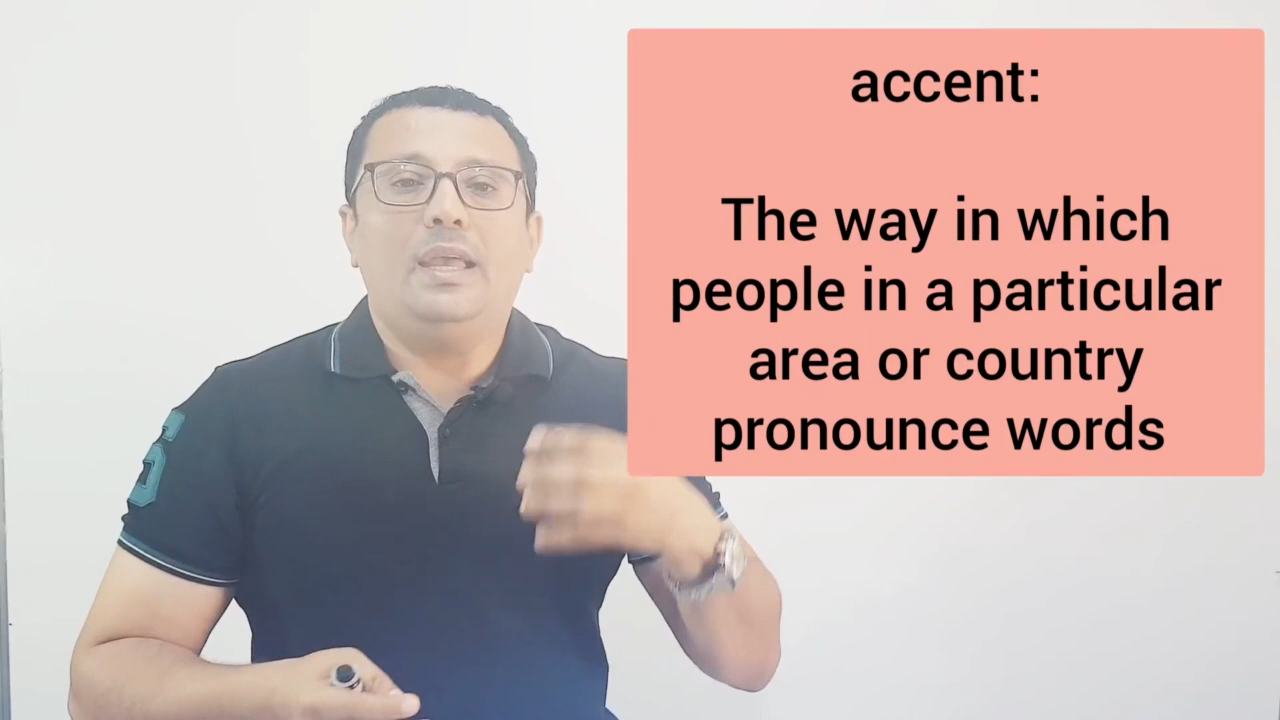 accent:
The way in which
people in a particular
area or country
pronounce words